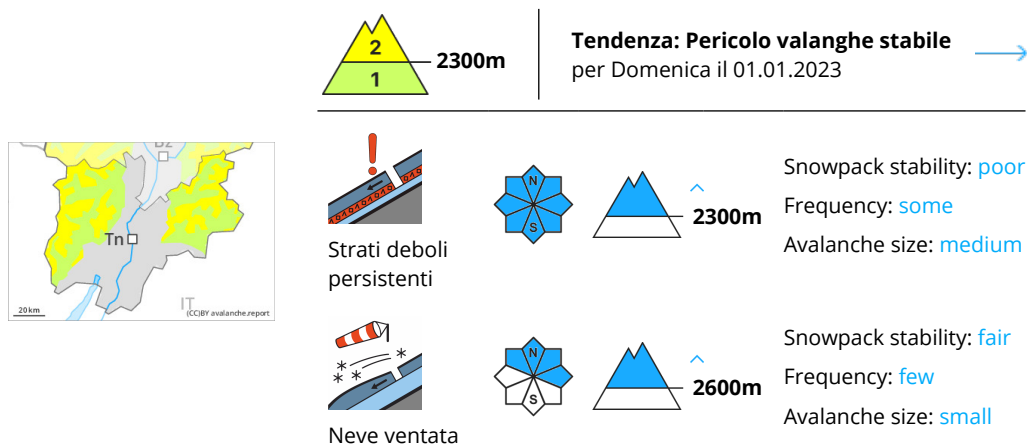 2
1
2300m
Tendenza: Pericolo valanghe stabile
per Domenica il 01.01.2023
Bz
Tn
IT
20 km
(CC)BY avalanche.report
Strati deboli
persistenti
N
S
2300m
Snowpack stability: poor
Frequency: some
Avalanche size: medium
Neve ventata
N
S
2600m
Snowpack stability: fair
Frequency: few
Avalanche size: small